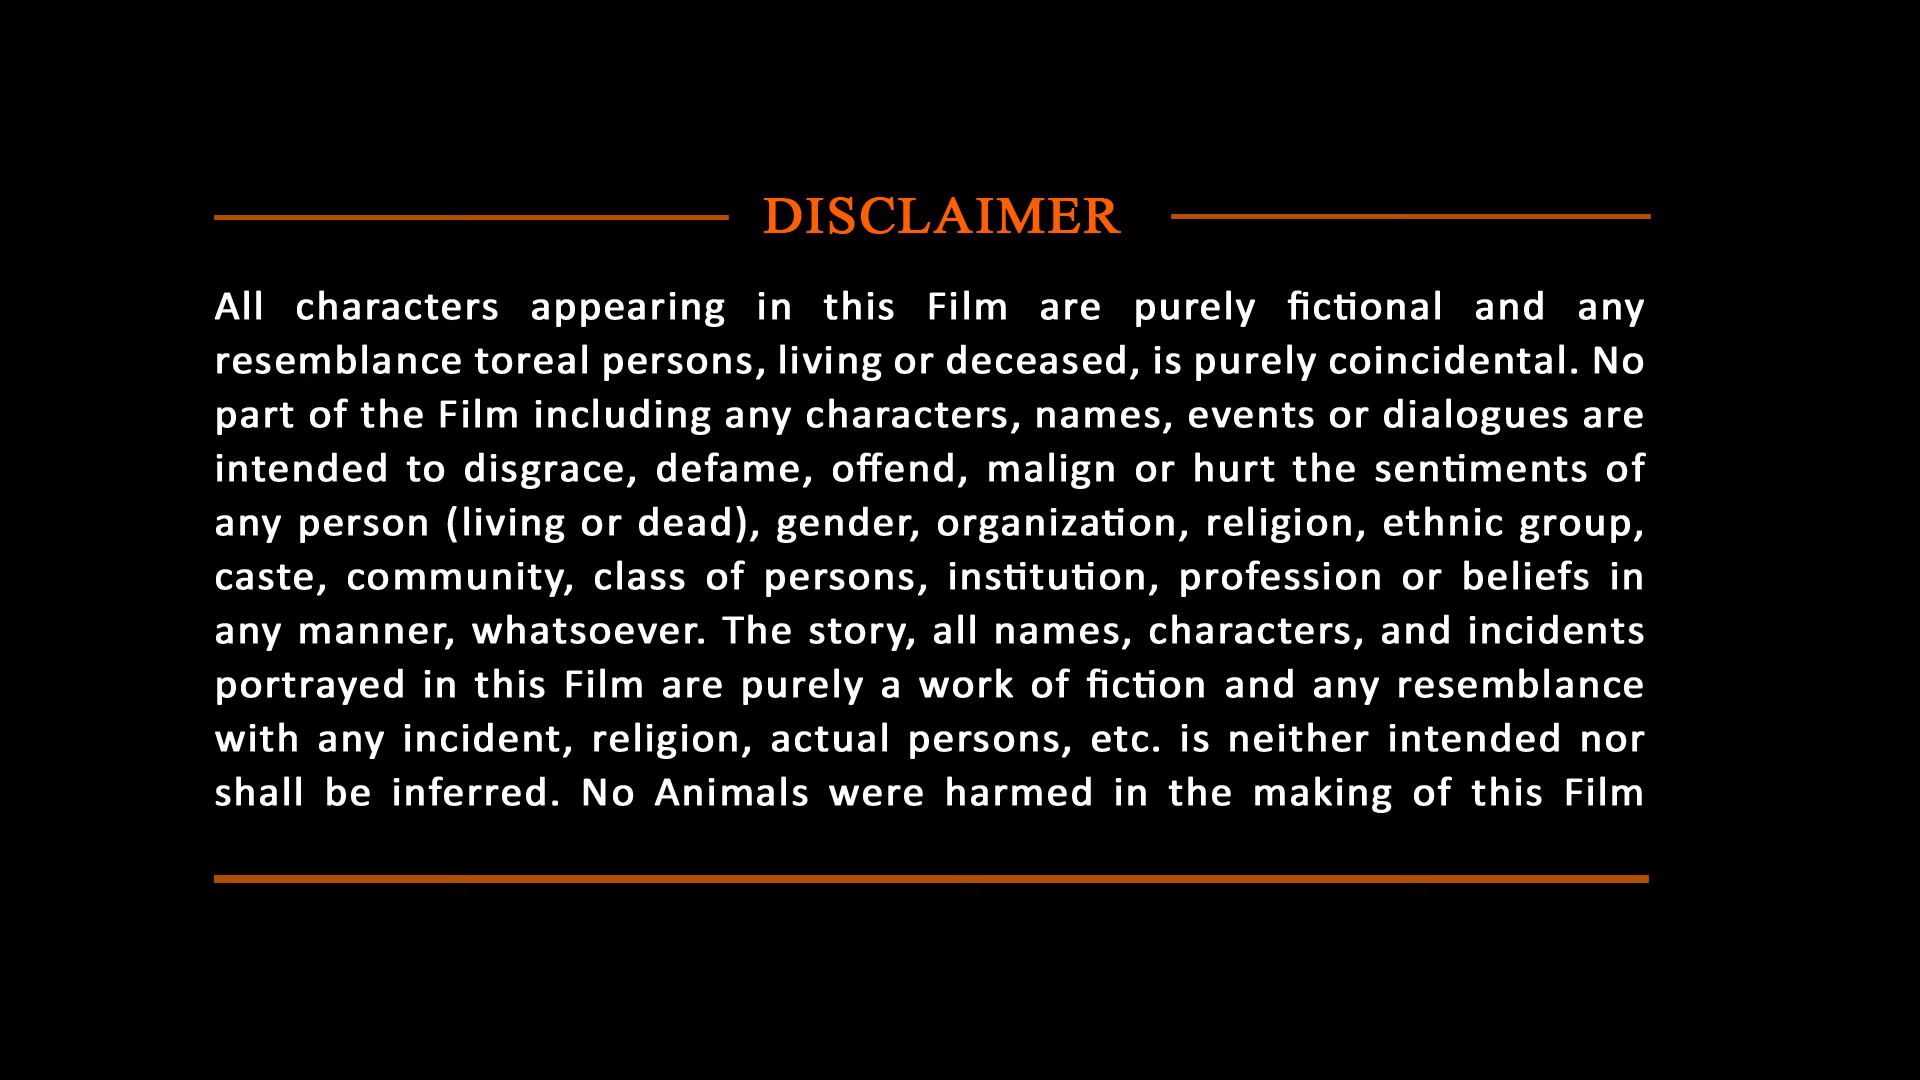 DISCLAIMER
All characters appearing in this Film are purely fictional and any
resemblance toreal persons, living or deceased, is purely coincidental. No
part of the Film including any characters, names, events or dialogues are
intended to disgrace, defame, offend, malign or hurt the sentiments of
any person (living or dead), gender, organization, religion, ethnic group,
caste, community, class of persons, institution, profession or beliefs in
any manner, whatsoever. The story, all names, characters, and incidents
portrayed in this Film are purely a work of fiction and any resemblance
with any incident, religion, actual persons, etc. is neither intended nor
shall be inferred. No Animals were harmed in the making of this Film